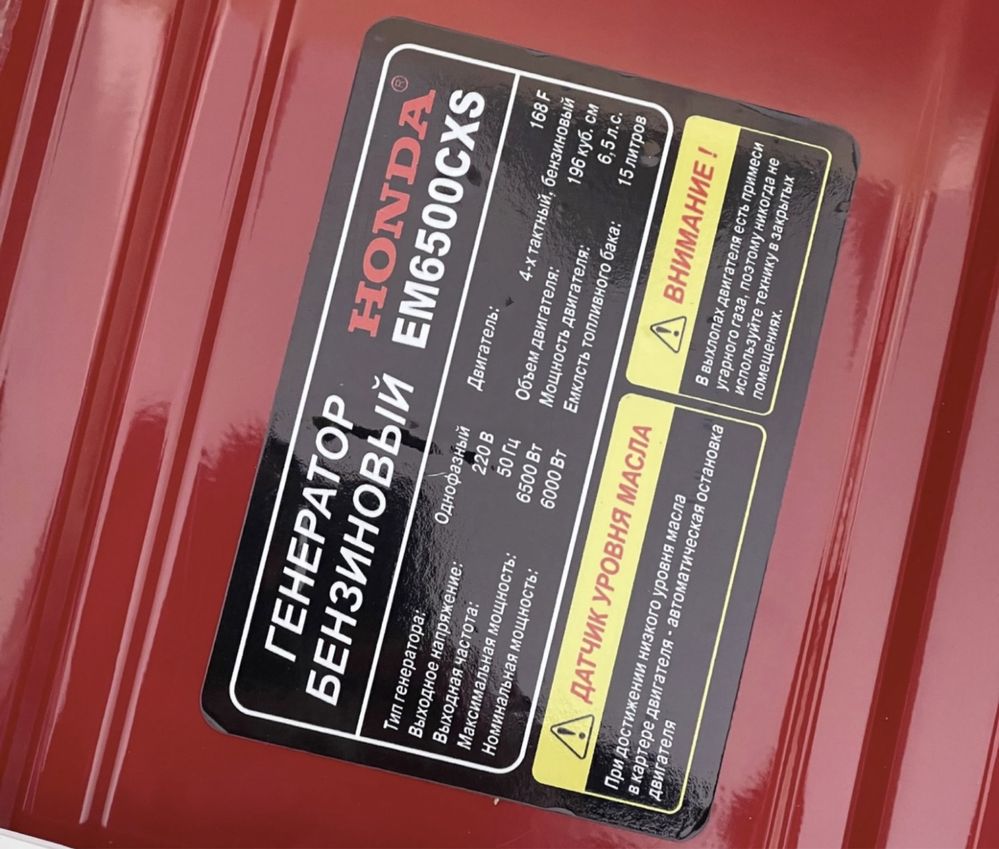 ГЕНЕРАТОР HONDA®
БЕНЗИНОВЫЙ EM6500CXS
Тип генератора: Однофазный
Выходное напряжение: 220 В
Выходная частота: 50 Гц
Максимальная мощность: 6500 Вт
Номинальная мощность: 6000 Вт
Двигатель: 168 F
4-х тактный, бензиновый
Объем двигателя: 196 куб. см
Мощность двигателя: 6,5 л.с.
Емклсть топливного бака: 15 литров
ДАТЧИК УРОВНЯ МАСЛА
При достижении низкого уровня масла
в картере двигателя - автоматическая остановка
двигателя
ВНИМАНИЕ !
В выхлопах двигателя есть примеси
угарного газа, поэтому никогда не
используйте технику в закрытых
помещениях.